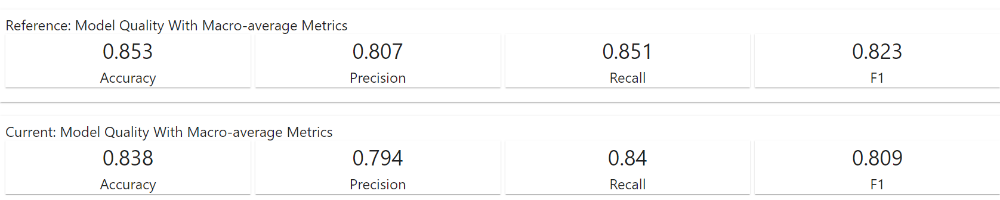 Reference: Model Quality With Macro-average Metrics
0.853 0.807 0.851 0.823
Accuracy Precision Recall F1
Current: Model Quality With Macro-average Metrics
0.838 0.794 0.84 0.809
Accuracy Precision Recall F1